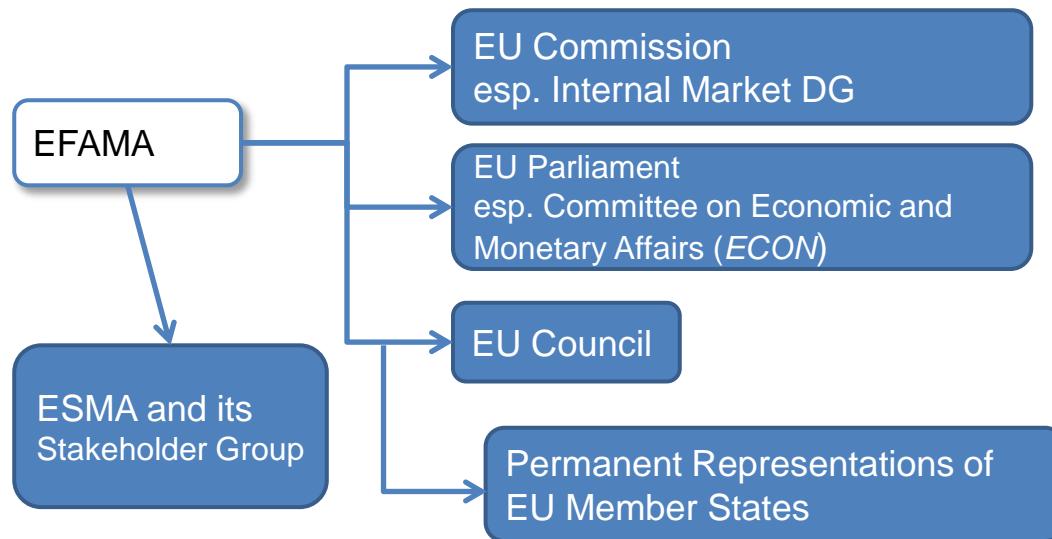 EU Commission
esp. Internal Market DG
EFAMA
EU Parliament
esp. Committee on Economic and
Monetary Affairs (ECON)
EU Council
ESMA and its
Stakeholder Group
Permanent Representations of
EU Member States